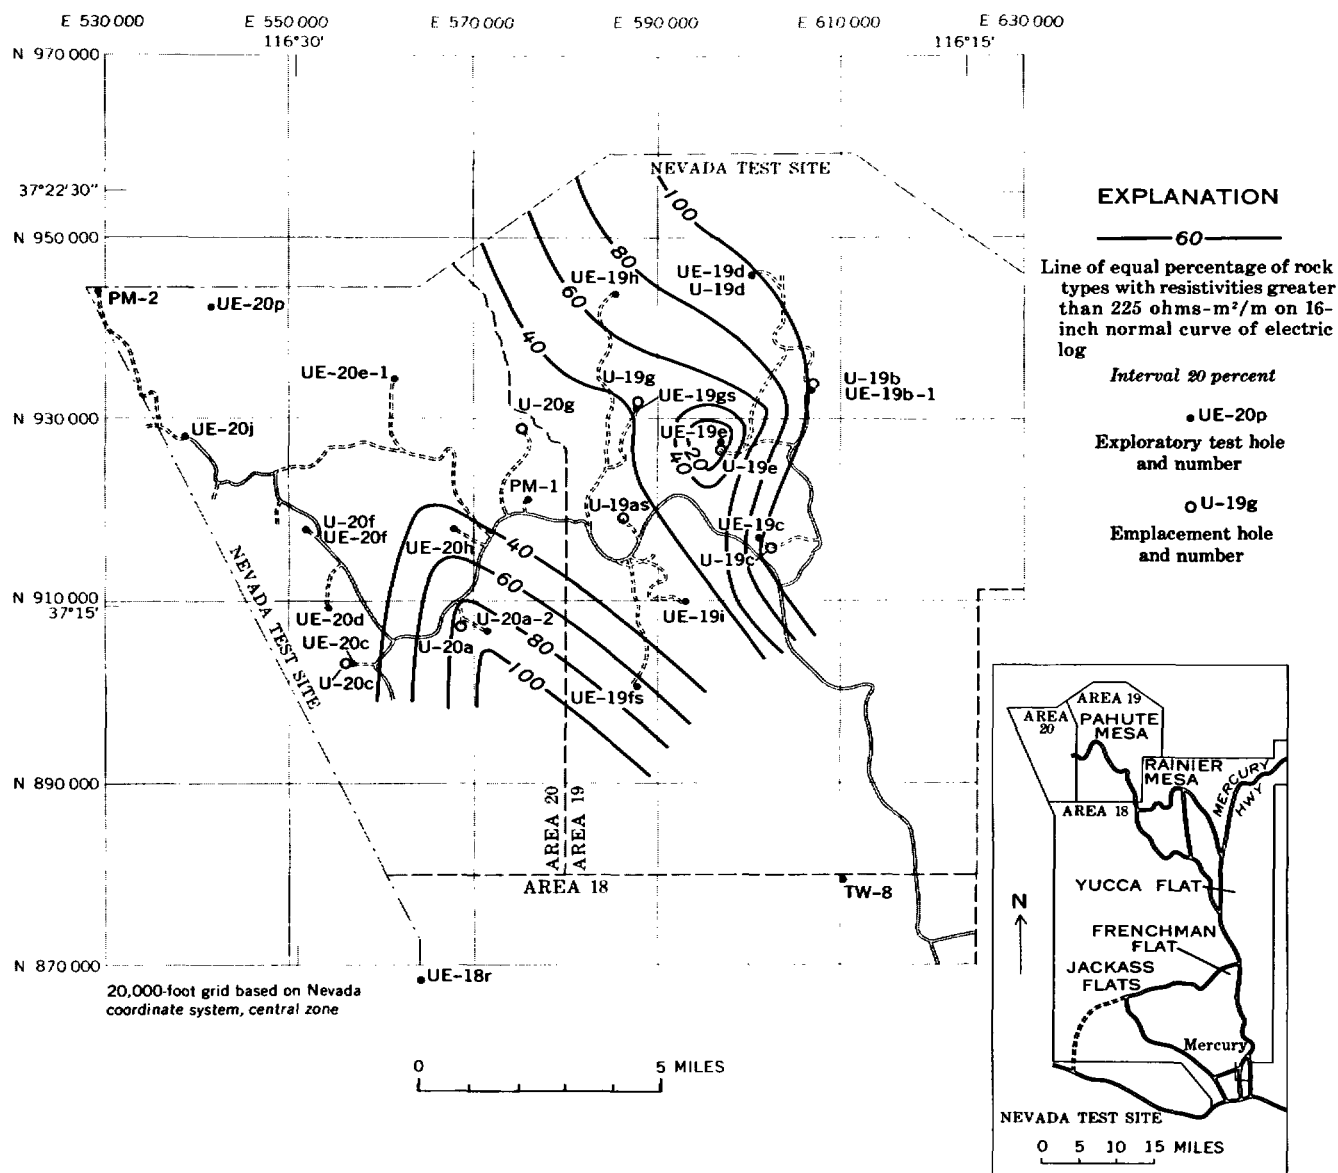 E 530 000
E 550 000
E 570 000
E 590 000
E 610 000
E 630 000
116°30'
116°15'
N 970 000
NEVADA TEST SITE
37°22'30"
N 950 000
100
80
60
40
UE-19h
UE-19d
U-19d
PM-2
UE-20p
UE-20e-1
U-19g
UE-19gs
U-19b
UE-19b-1
U-20g
N 930 000
UE-20j
UE-19e
20
40
U-19e
PM-1
U-19as
U-20f
UE-20f
UE-20h
40
UE-19c
U-19c
60
NEVADA TEST SITE
N 910 000
37°15'
UE-20d
UE-20c
U-20c
U-20a
U-20a-2
80
100
UE-19i
UE-19fs
N 890 000
AREA 20
AREA 19
AREA 18
TW-8
N 870 000
UE-18r
20,000-foot grid based on Nevada
coordinate system, central zone
0 5 MILES
EXPLANATION
60
Line of equal percentage of rock
types with resistivities greater
than 225 ohms-m²/m on 16-
inch normal curve of electric
log
Interval 20 percent
UE-20p
Exploratory test hole
and number
U-19g
Emplacement hole
and number
AREA 19
AREA
20
PAHUTE
MESA
RAINIER
MESA
MERCURY
HWY
AREA 18
YUCCA FLAT
N
FRENCHMAN
FLAT
JACKASS
FLATS
Mercury
NEVADA TEST SITE
0 5 10 15 MILES